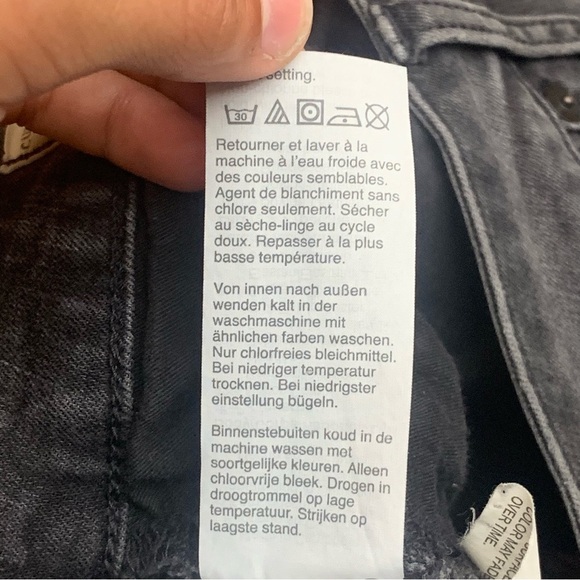 setting.
30
Retourner et laver à la
machine à l'eau froide avec
des couleurs semblables.
Agent de blanchiment sans
chlore seulement. Sécher
au sèche-linge au cycle
doux. Repasser à la plus
basse température.
Von innen nach außen
wenden kalt in der
waschmaschine mit
ähnlichen farben waschen.
Nur chlorfreies bleichmittel.
Bei niedriger temperatur
trocknen. Bei niedrigster
einstellung bügeln.
Binnenstebuiten koud in de
machine wassen met
soortgelijke kleuren. Alleen
chloorvrije bleek. Drogen in
droogtrommel op lage
temperatuur. Strijken op
laagste stand.
COLOR MAY FADE
OVER TIME